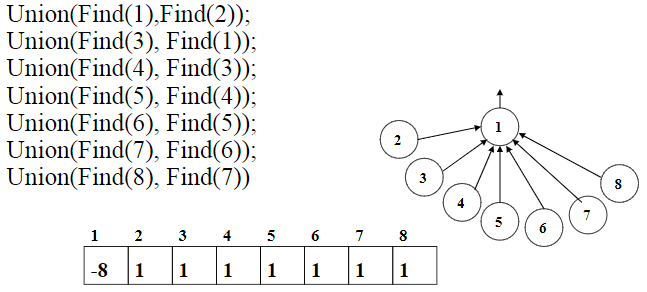 Union(Find(1),Find(2));
Union(Find(3), Find(1));
Union(Find(4), Find(3));
Union(Find(5), Find(4));
Union(Find(6), Find(5));
Union(Find(7), Find(6));
Union(Find(8), Find(7))
1
2
3
4
5
6
7
8
1 2 3 4 5 6 7 8
-8 1 1 1 1 1 1 1